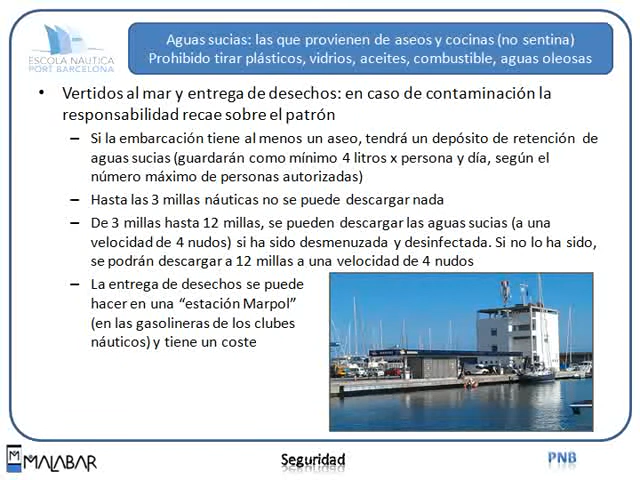 ESCOLA NÀUTICA
PORT BARCELONA
Aguas sucias: las que provienen de aseos y cocinas (no sentina)
Prohibido tirar plásticos, vidrios, aceites, combustible, aguas oleosas
• Vertidos al mar y entrega de desechos: en caso de contaminación la
responsabilidad recae sobre el patrón
– Si la embarcación tiene al menos un aseo, tendrá un depósito de retención de
aguas sucias (guardarán como mínimo 4 litros x persona y día, según el
número máximo de personas autorizadas)
– Hasta las 3 millas náuticas no se puede descargar nada
– De 3 millas hasta 12 millas, se pueden descargar las aguas sucias (a una
velocidad de 4 nudos) si ha sido desmenuzada y desinfectada. Si no lo ha sido,
se podrán descargar a 12 millas a una velocidad de 4 nudos
– La entrega de desechos se puede
hacer en una “estación Marpol”
(en las gasolineras de los clubes
náuticos) y tiene un coste
MALABAR
Seguridad
PNB